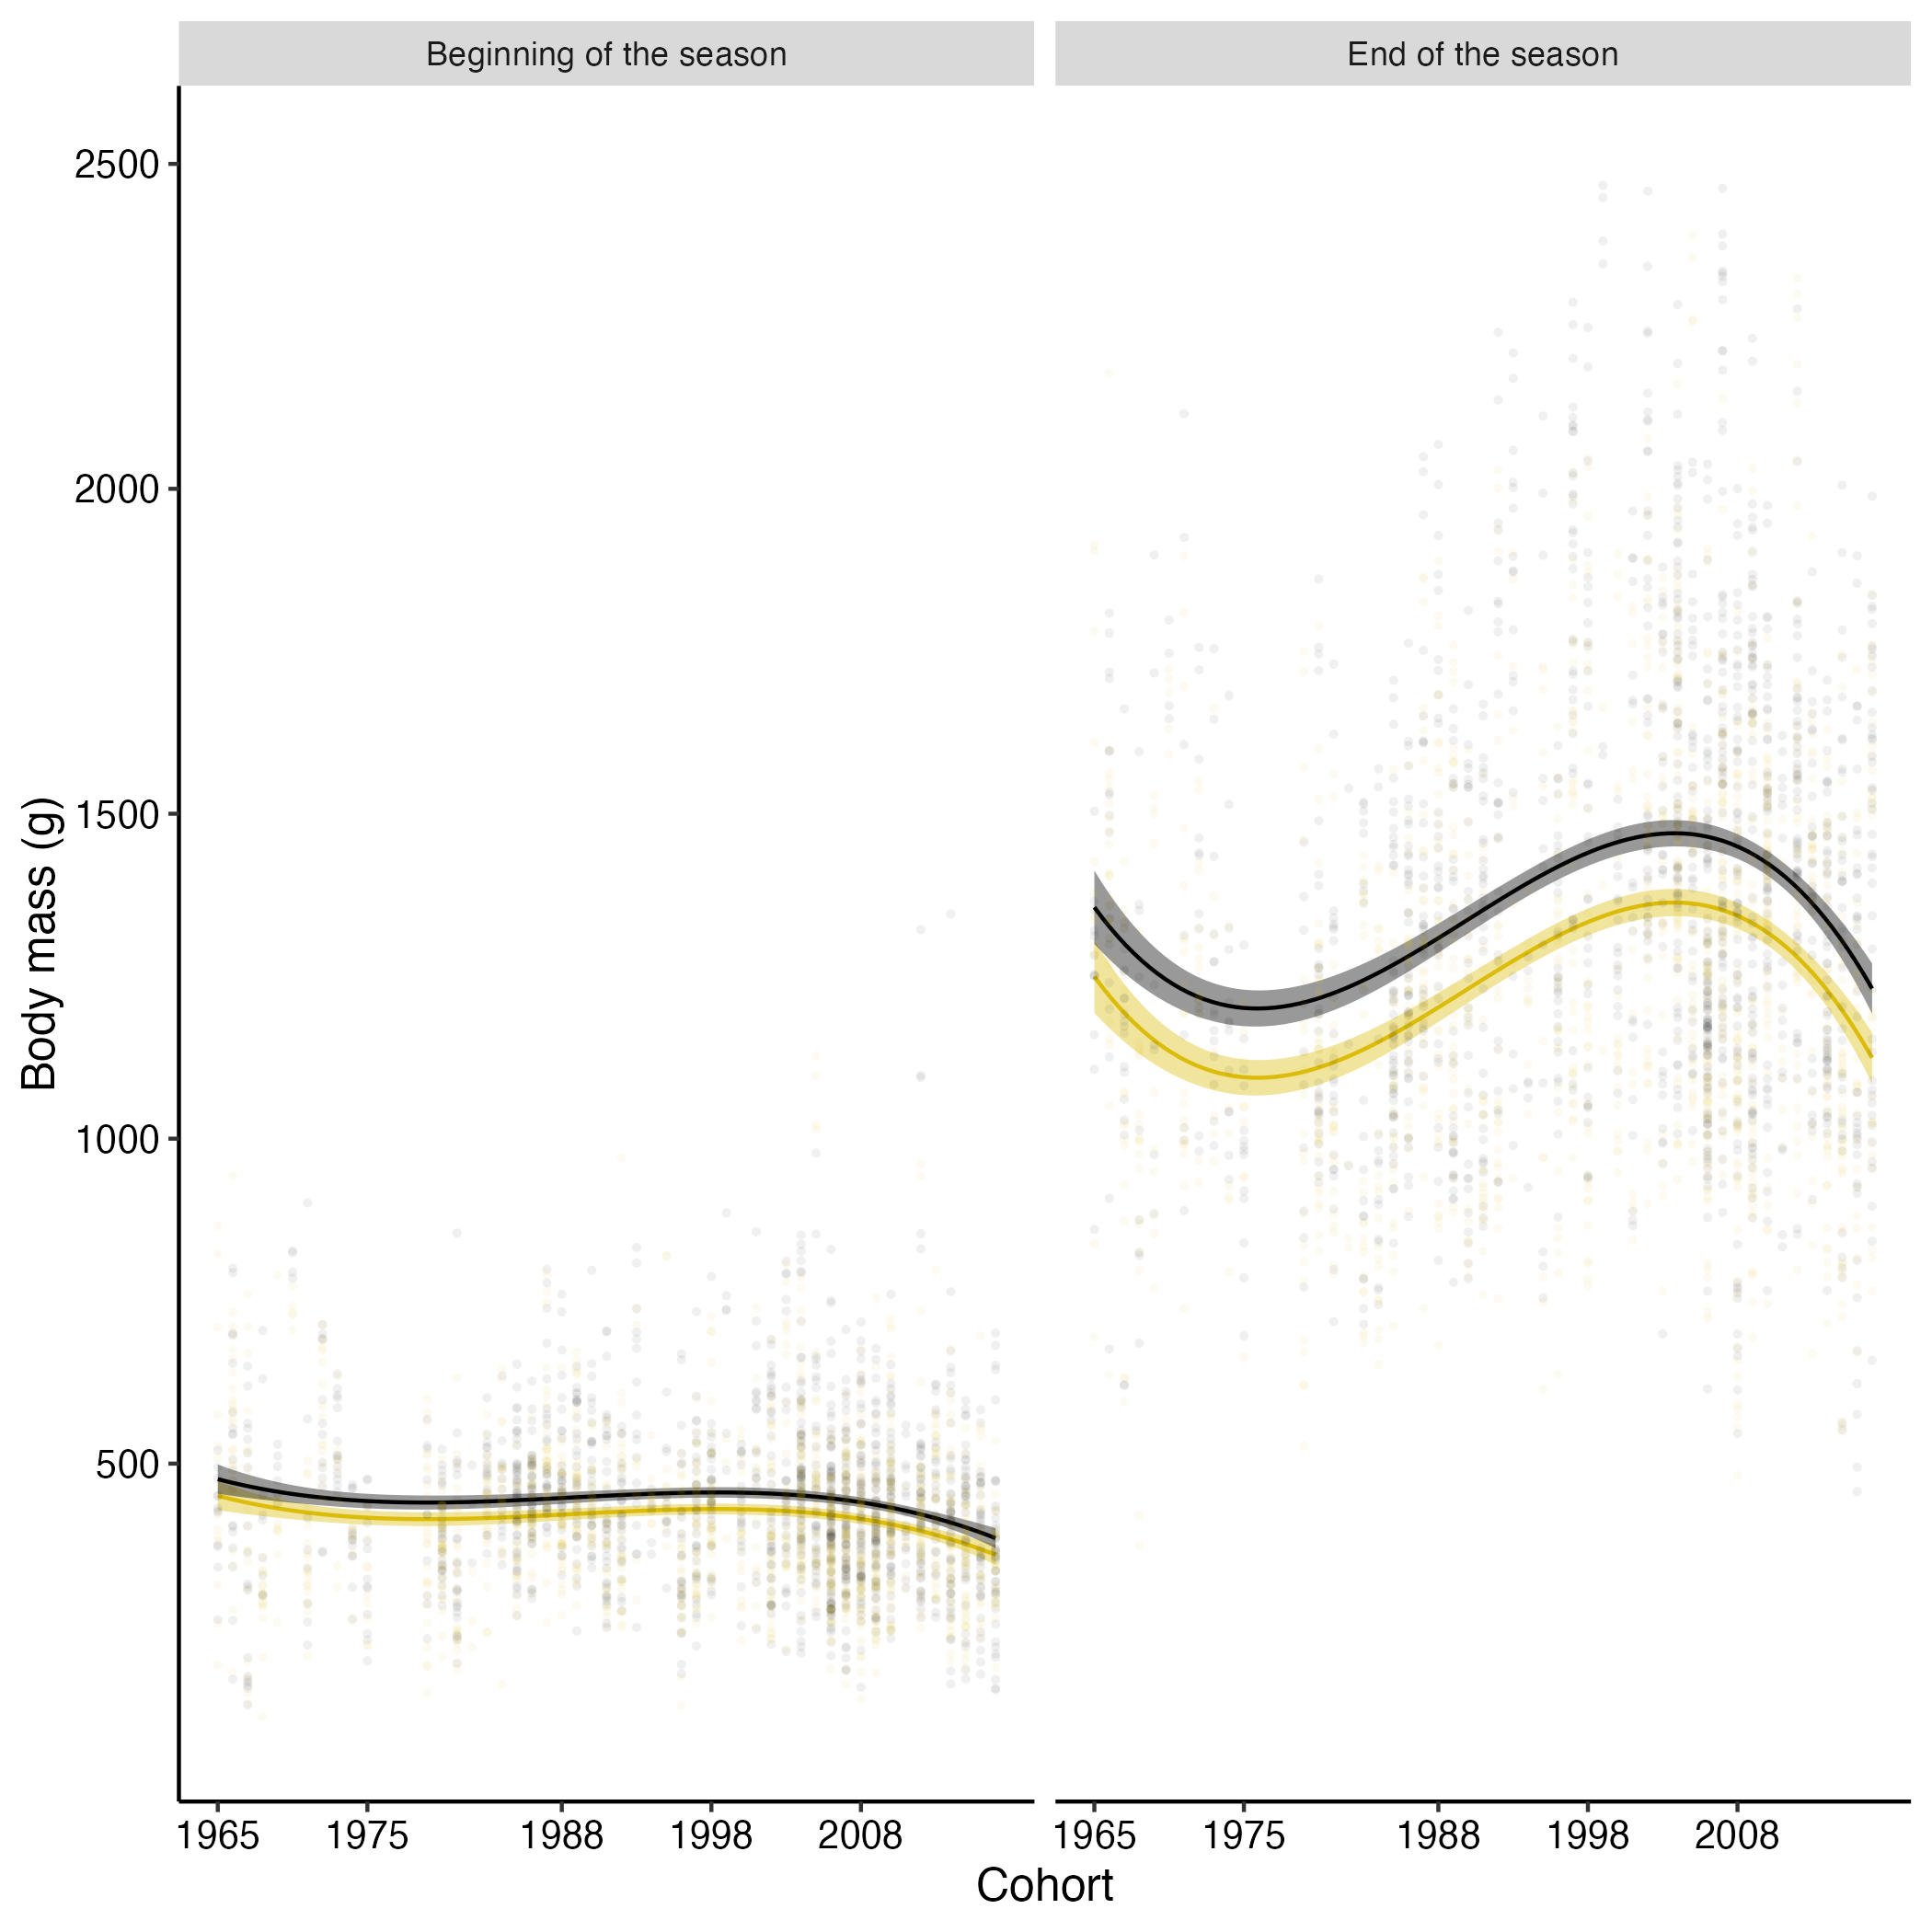 Beginning of the season
End of the season
2500
2000
1500
1000
500
Body mass (g)
1965 1975 1988 1998 2008
1965 1975 1988 1998 2008
Cohort